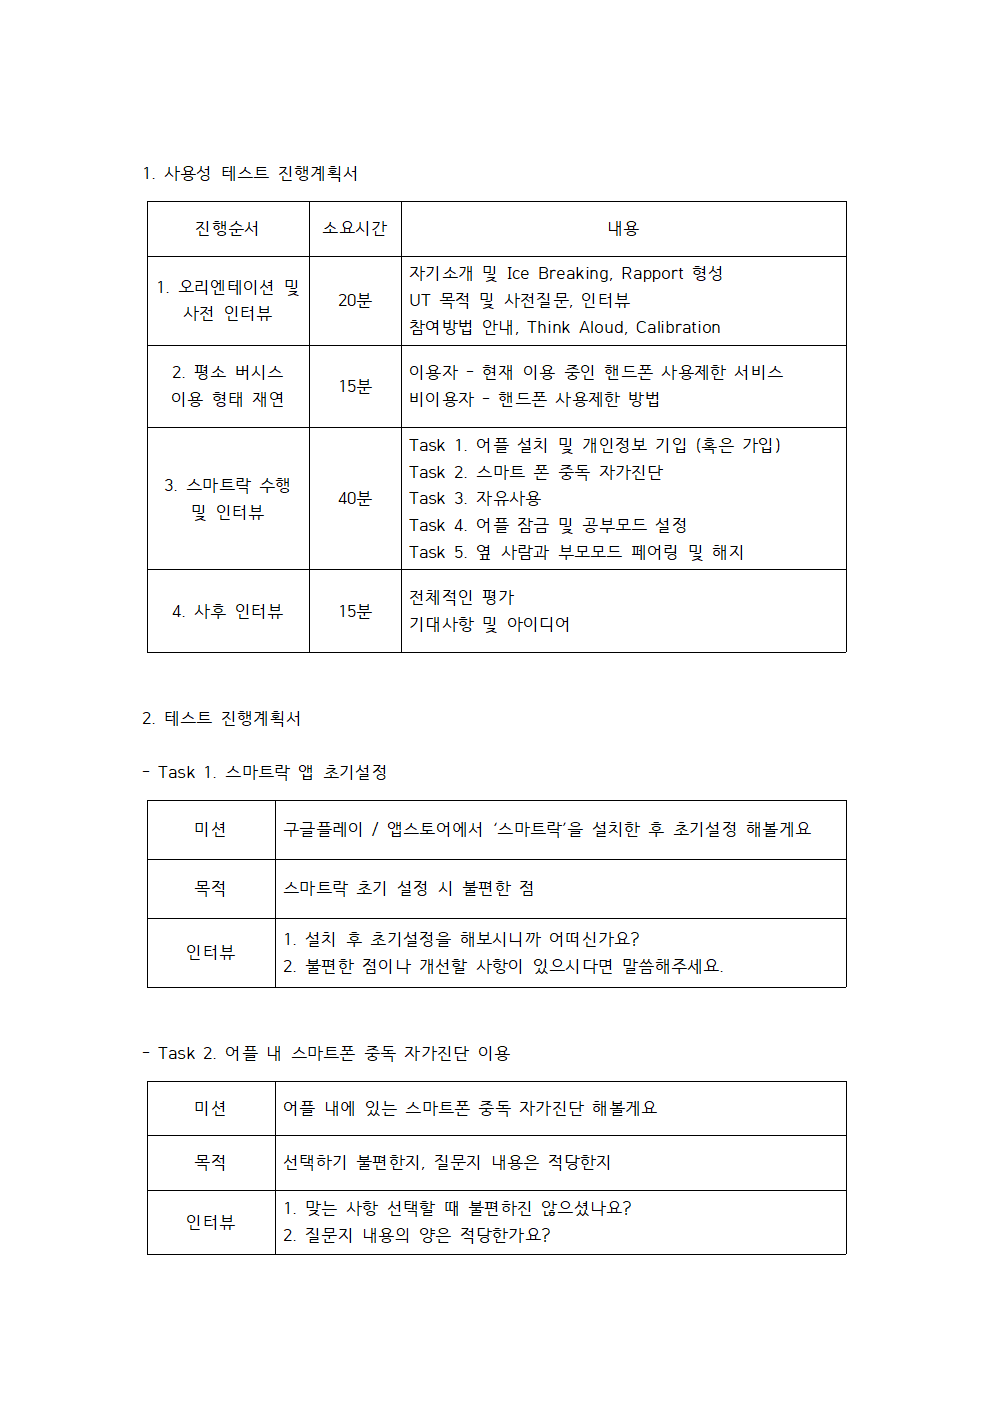 1. 사용성 테스트 진행계획서
진행순서 소요시간 내용
1. 오리엔테이션 및
사전 인터뷰
20분
자기소개 및 Ice Breaking, Rapport 형성
UT 목적 및 사전질문, 인터뷰
참여방법 안내, Think Aloud, Calibration
2. 평소 버시스
이용 형태 재연
15분
이용자 - 현재 이용 중인 핸드폰 사용제한 서비스
비이용자 - 핸드폰 사용제한 방법
3. 스마트락 수행
및 인터뷰
40분
Task 1. 어플 설치 및 개인정보 기입 (혹은 가입)
Task 2. 스마트 폰 중독 자가진단
Task 3. 자유사용
Task 4. 어플 잠금 및 공부모드 설정
Task 5. 옆 사람과 부모모드 페어링 및 해지
4. 사후 인터뷰
15분
전체적인 평가
기대사항 및 아이디어
2. 테스트 진행계획서
- Task 1. 스마트락 앱 초기설정
미션 구글플레이 / 앱스토어에서 ‘스마트락’을 설치한 후 초기설정 해볼게요
목적 스마트락 초기 설정 시 불편한 점
인터뷰
1. 설치 후 초기설정을 해보시니까 어떠신가요?
2. 불편한 점이나 개선할 사항이 있으시다면 말씀해주세요.
- Task 2. 어플 내 스마트폰 중독 자가진단 이용
미션 어플 내에 있는 스마트폰 중독 자가진단 해볼게요
목적 선택하기 불편한지, 질문지 내용은 적당한지
인터뷰
1. 맞는 사항 선택할 때 불편하진 않으셨나요?
2. 질문지 내용의 양은 적당한가요?